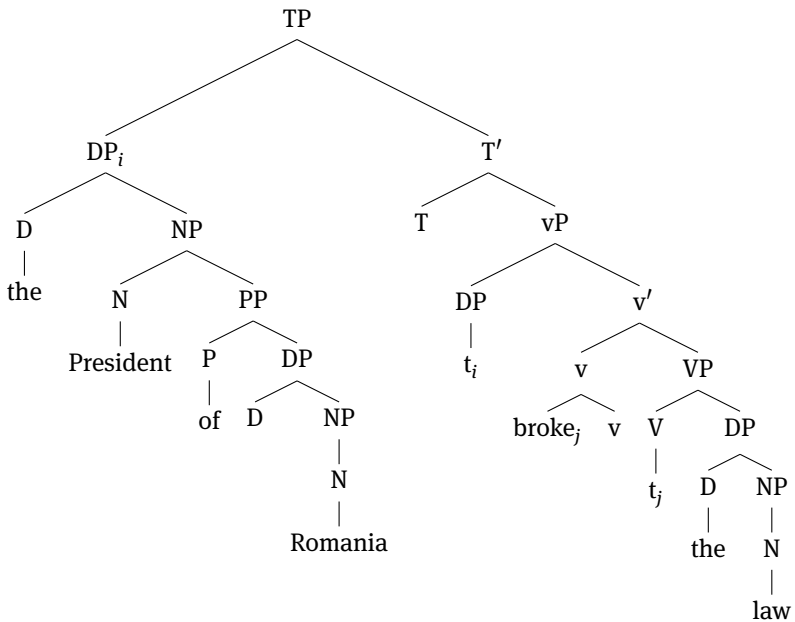 TP
DPᵢ T′
D NP T vP
the N PP DP v′
President P DP tᵢ v VP
of D NP brokeⱼ v V DP
N tⱼ D NP
Romania the N
law